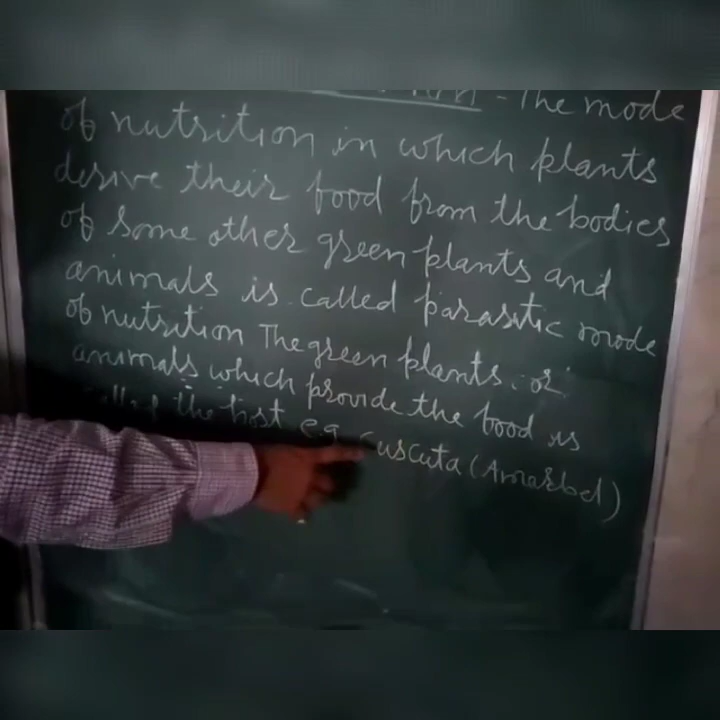 - The mode
of nutrition in which plants
derive their food from the bodies
of some other green plants and
animals is called parasitic mode
of nutrition The green plants. or
animals which provide the food is
called the host e.g. Cuscuta (Amarbel)